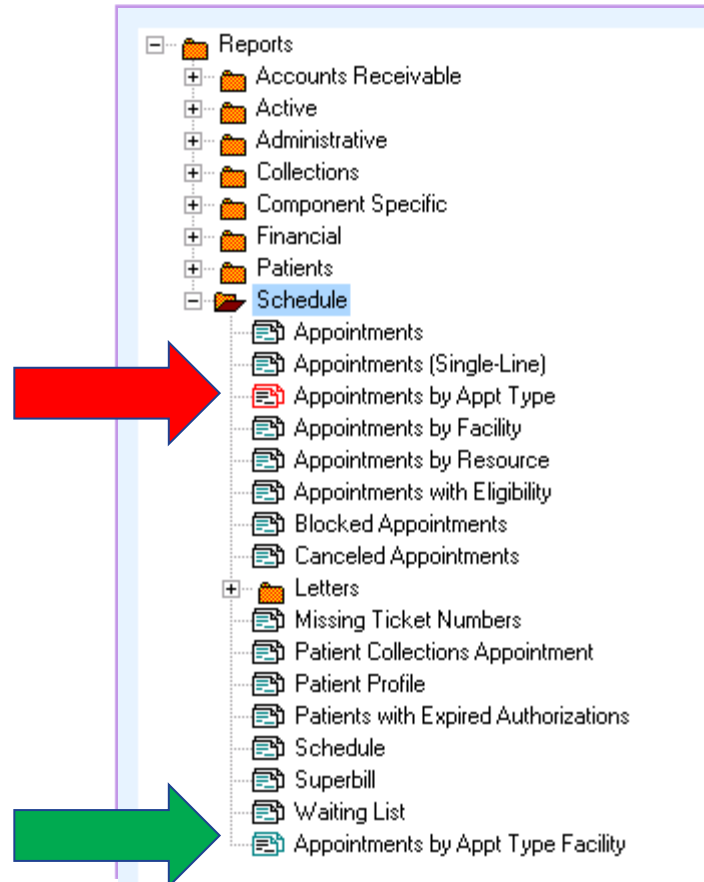 Reports
Accounts Receivable
Active
Administrative
Collections
Component Specific
Financial
Patients
Schedule
Appointments
Appointments (Single-Line)
Appointments by Appt Type
Appointments by Facility
Appointments by Resource
Appointments with Eligibility
Blocked Appointments
Canceled Appointments
Letters
Missing Ticket Numbers
Patient Collections Appointment
Patient Profile
Patients with Expired Authorizations
Schedule
Superbill
Waiting List
Appointments by Appt Type Facility